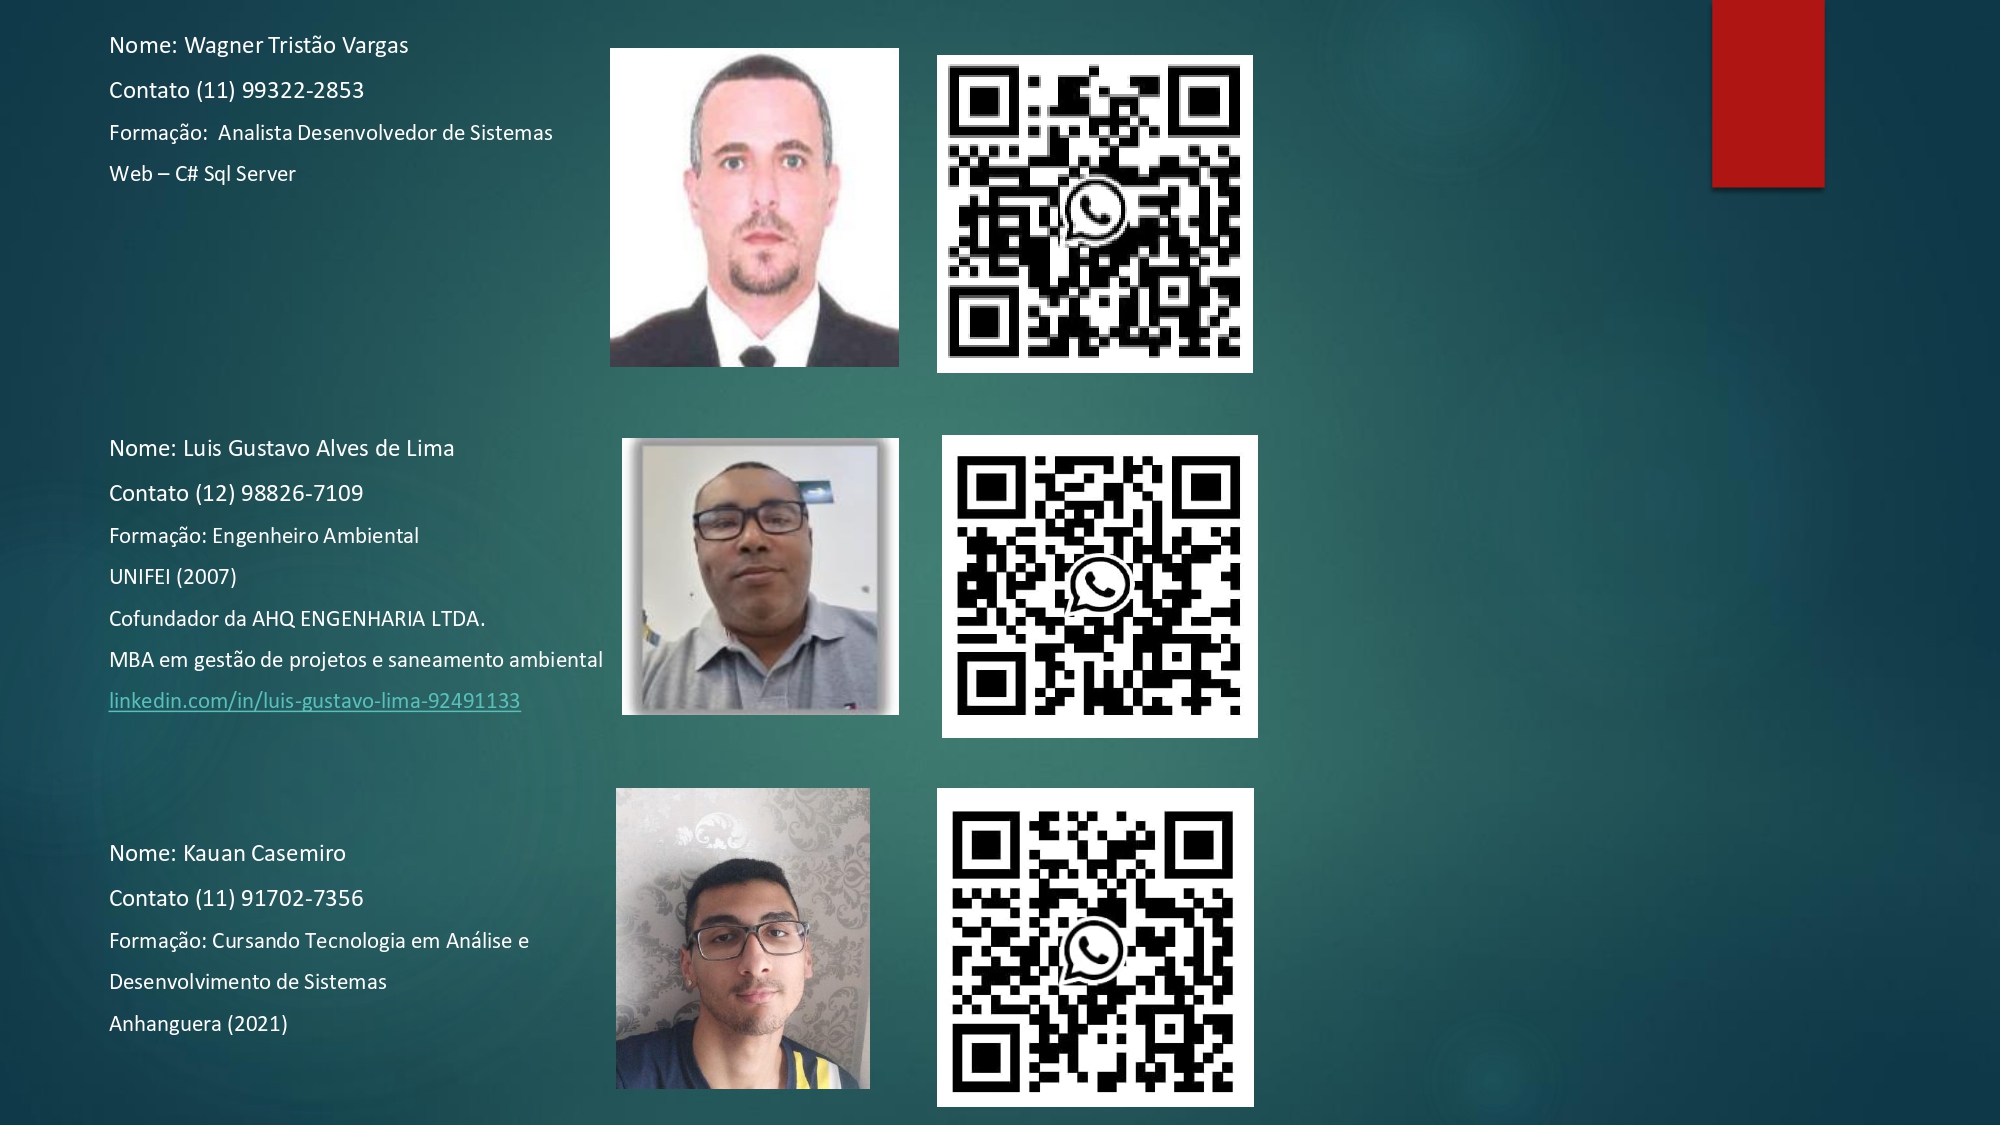 Nome: Wagner Tristão Vargas
Contato (11) 99322-2853
Formação:  Analista Desenvolvedor de Sistemas
Web – C# Sql Server
Nome: Luis Gustavo Alves de Lima
Contato (12) 98826-7109
Formação: Engenheiro Ambiental
UNIFEI (2007)
Cofundador da AHQ ENGENHARIA LTDA.
MBA em gestão de projetos e saneamento ambiental
linkedin.com/in/luis-gustavo-lima-92491133
Nome: Kauan Casemiro
Contato (11) 91702-7356
Formação: Cursando Tecnologia em Análise e
Desenvolvimento de Sistemas
Anhanguera (2021)